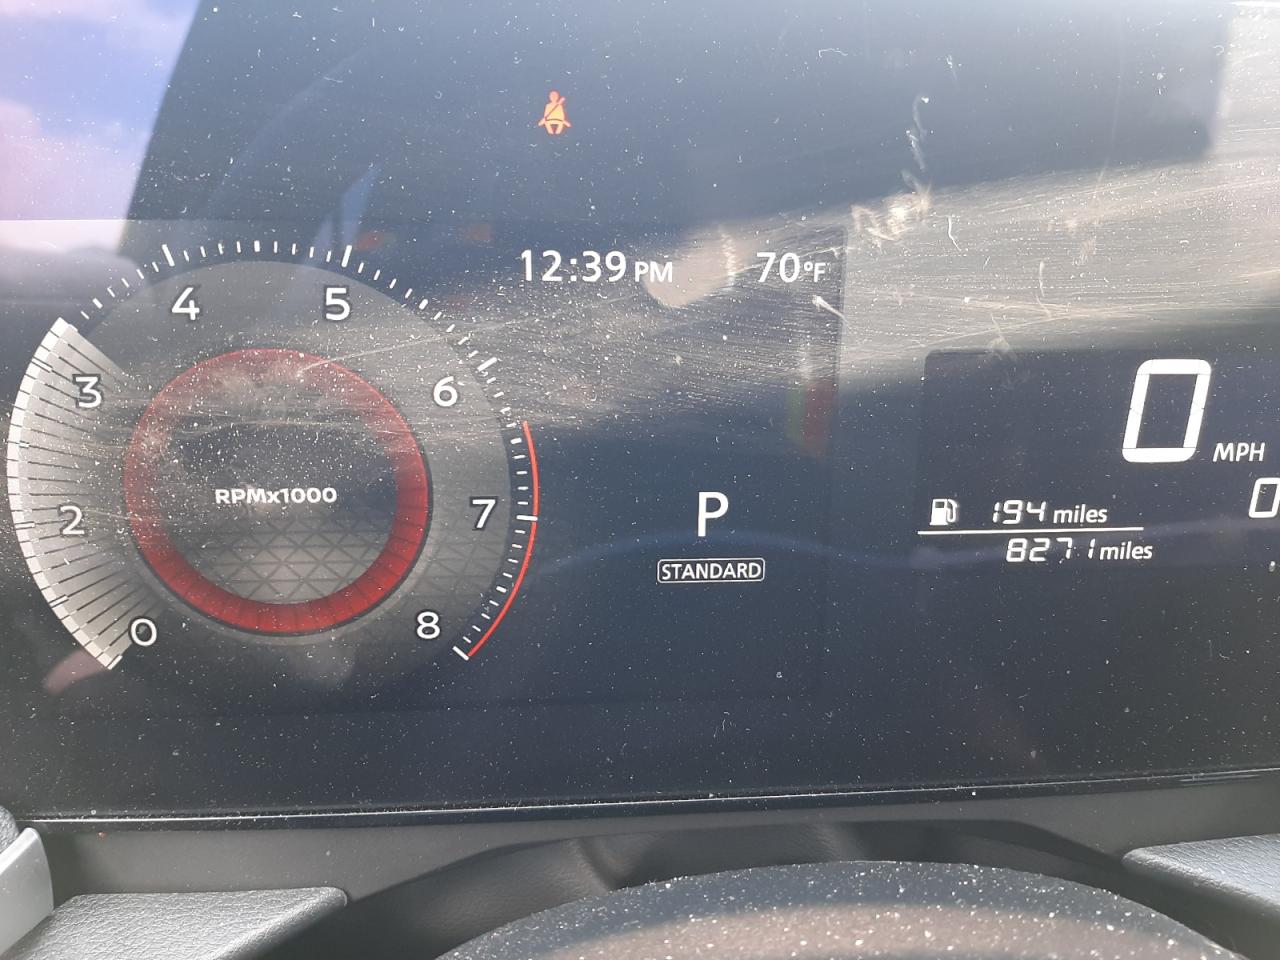 12:39 PM 70°F
4 5
3 6
0 MPH
RPMx1000
2 7 P
194 miles 0
STANDARD
8271 miles
0 8